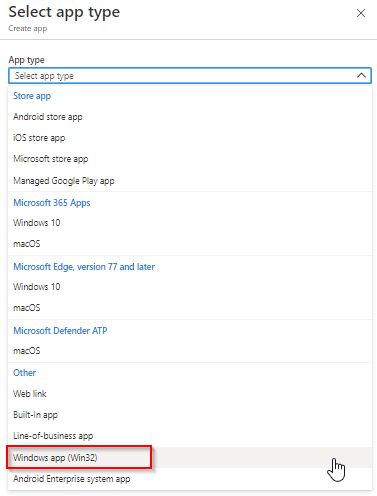 Select app type
Create app
App type
Select app type
Store app
Android store app
iOS store app
Microsoft store app
Managed Google Play app
Microsoft 365 Apps
Windows 10
macOS
Microsoft Edge, version 77 and later
Windows 10
macOS
Microsoft Defender ATP
macOS
Other
Web link
Built-In app
Line-of-business app
Windows app (Win32)
Android Enterprise system app